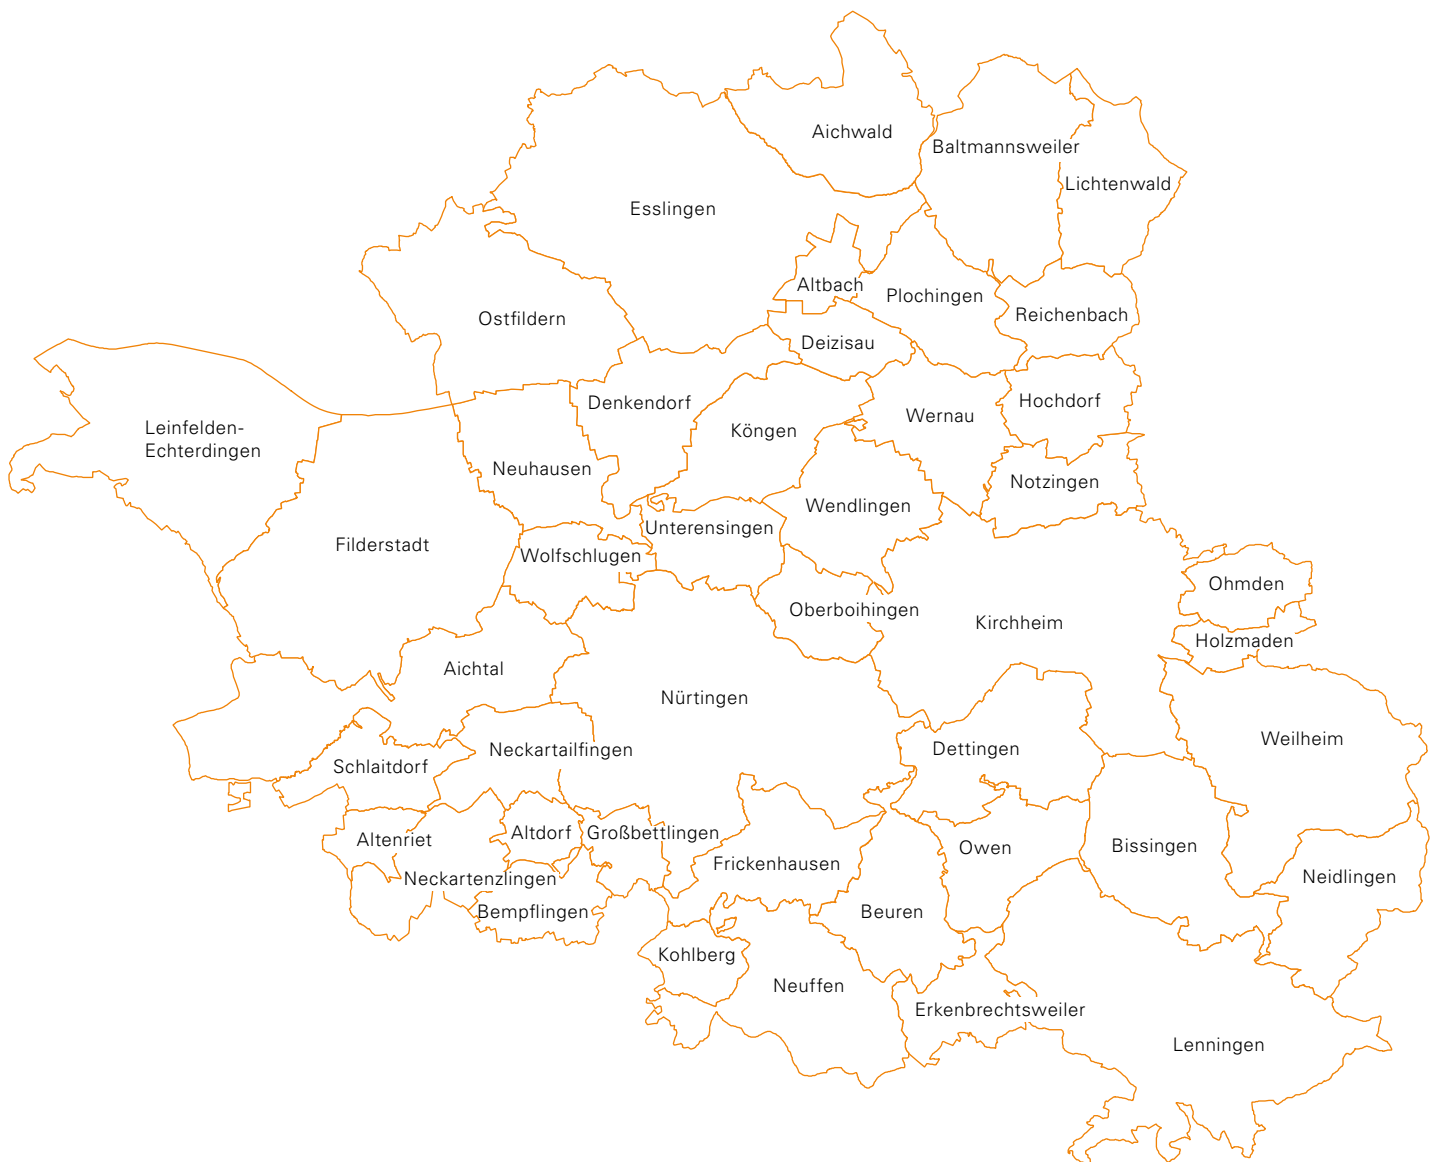 Aichwald
Baltmannsweiler
Lichtenwald
Esslingen
Altbach
Plochingen
Reichenbach
Ostfildern
Deizisau
Denkendorf
Hochdorf
Wernau
Leinfelden-
Echterdingen
Köngen
Neuhausen
Notzingen
Wendlingen
Unterensingen
Filderstadt
Wolfschlugen
Ohmden
Oberboihingen
Kirchheim
Holzmaden
Aichtal
Nürtingen
Weilheim
Dettingen
Neckartailfingen
Schlaitdorf
Altdorf
Großbettlingen
Altenriet
Bissingen
Owen
Frickenhausen
Neidlingen
Neckartenzlingen
Bempflingen
Beuren
Kohlberg
Neuffen
Erkenbrechtsweiler
Lenningen